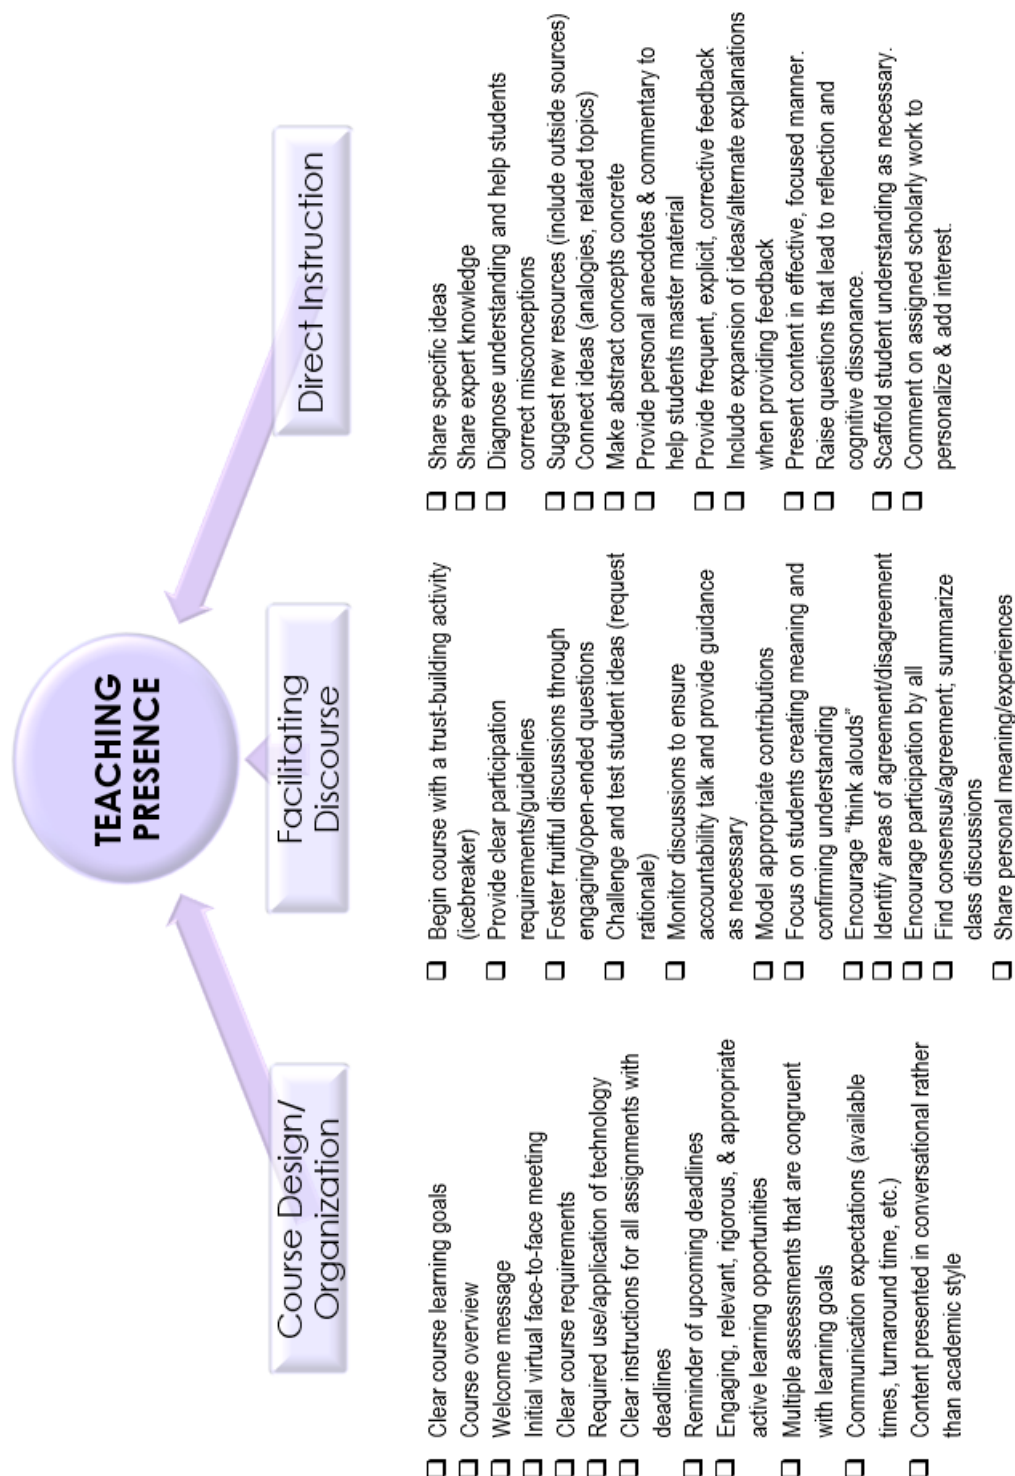 TEACHING
PRESENCE
Course Design/
Organization
Facilitating
Discourse
Direct Instruction
❑ Clear course learning goals
❑ Course overview
❑ Welcome message
❑ Initial virtual face-to-face meeting
❑ Clear course requirements
❑ Required use/application of technology
❑ Clear instructions for all assignments with
deadlines
❑ Reminder of upcoming deadlines
❑ Engaging, relevant, rigorous, & appropriate
active learning opportunities
❑ Multiple assessments that are congruent
with learning goals
❑ Communication expectations (available
times, turnaround time, etc.)
❑ Content presented in conversational rather
than academic style
❑ Begin course with a trust-building activity
(icebreaker)
❑ Provide clear participation
requirements/guidelines
❑ Foster fruitful discussions through
engaging/open-ended questions
❑ Challenge and test student ideas (request
rationale)
❑ Monitor discussions to ensure
accountability talk and provide guidance
as necessary
❑ Model appropriate contributions
❑ Focus on students creating meaning and
confirming understanding
❑ Encourage “think alouds”
❑ Identify areas of agreement/disagreement
❑ Encourage participation by all
❑ Find consensus/agreement; summarize
class discussions
❑ Share personal meaning/experiences
❑ Share specific ideas
❑ Share expert knowledge
❑ Diagnose understanding and help students
correct misconceptions
❑ Suggest new resources (include outside sources)
❑ Connect ideas (analogies, related topics)
❑ Make abstract concepts concrete
❑ Provide personal anecdotes & commentary to
help students master material
❑ Provide frequent, explicit, corrective feedback
❑ Include expansion of ideas/alternate explanations
when providing feedback
❑ Present content in effective, focused manner.
❑ Raise questions that lead to reflection and
cognitive dissonance.
❑ Scaffold student understanding as necessary.
❑ Comment on assigned scholarly work to
personalize & add interest.